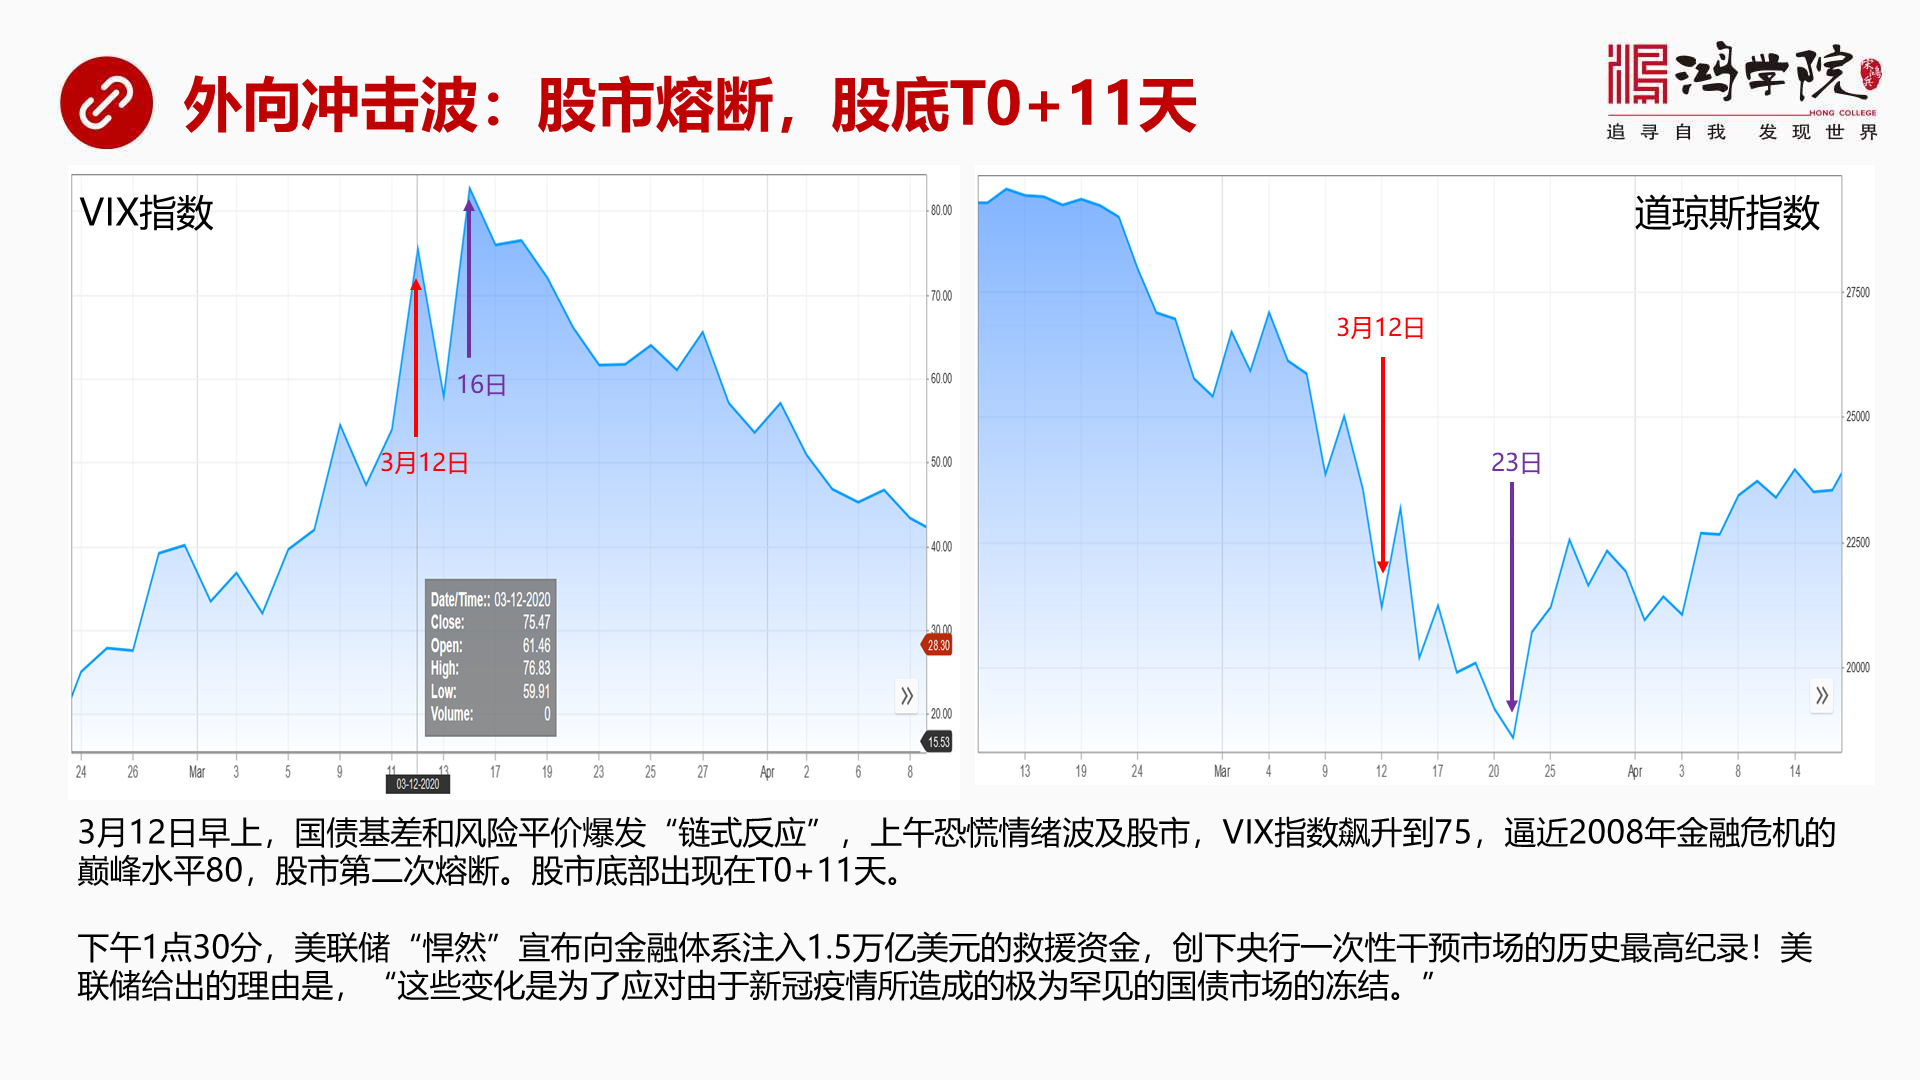 外向冲击波：股市熔断，股底T0+11天
鸿学院
HONG COLLEGE
追寻自我 发现世界
VIX指数
80.00
70.00
60.00
50.00
40.00
30.00
28.30
20.00
15.53
3月12日
16日
Date/Time:: 03-12-2020
Close: 75.47
Open: 61.46
High: 76.83
Low: 59.91
Volume: 0
24 26 Mar 3 5 9 11 13 17 19 23 25 27 Apr 2 6 8
03-12-2020
道琼斯指数
27500
25000
22500
20000
3月12日
23日
13 19 24 Mar 4 9 12 17 20 25 Apr 3 8 14
3月12日早上，国债基差和风险平价爆发“链式反应”，上午恐慌情绪波及股市，VIX指数飙升到75，逼近2008年金融危机的
巅峰水平80，股市第二次熔断。股市底部出现在T0+11天。
下午1点30分，美联储“悍然”宣布向金融体系注入1.5万亿美元的救援资金，创下央行一次性干预市场的历史最高纪录！美
联储给出的理由是，“这些变化是为了应对由于新冠疫情所造成的极为罕见的国债市场的冻结。”